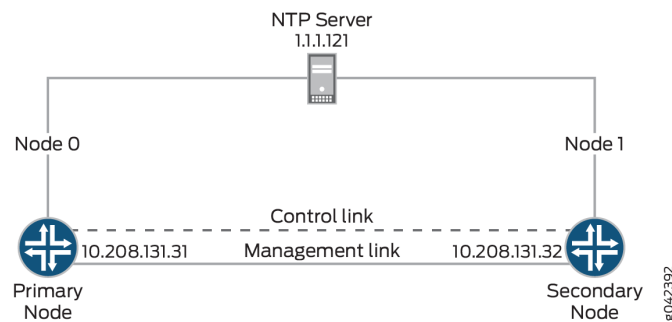 NTP Server
1.1.1.121
Node 0
Node 1
Control link
10.208.131.31
Management link
10.208.131.32
Primary
Node
Secondary
Node
g042392